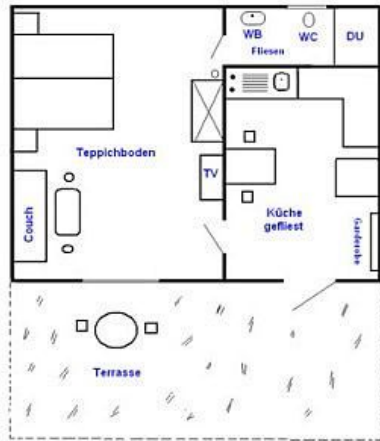 WB
WC
DU
Fliesen
Teppichboden
TV
Couch
Küche
gefliest
Garderobe
Terrasse